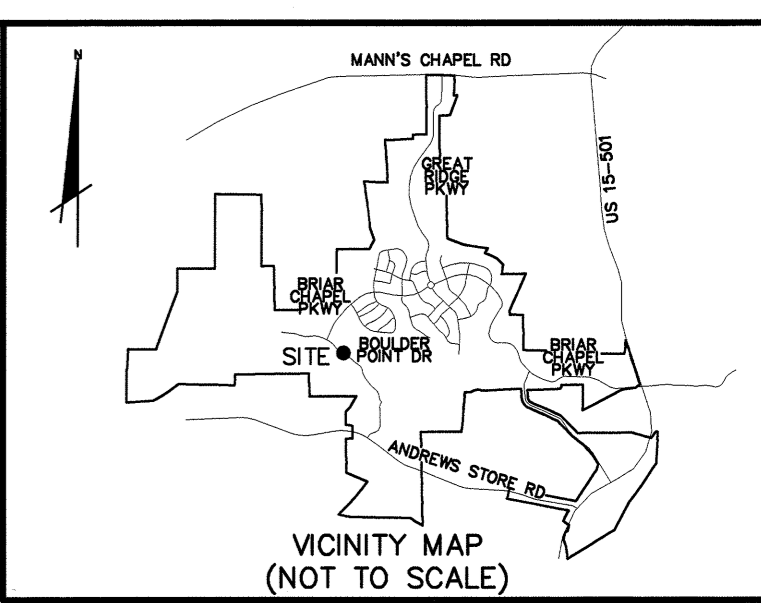 N
MANN'S CHAPEL RD
GREAT
RIDGE
PKWY
US 15-501
BRIAR
CHAPEL
PKWY
SITE
BOULDER
POINT DR
BRIAR
CHAPEL
PKWY
ANDREWS STORE RD
VICINITY MAP
(NOT TO SCALE)